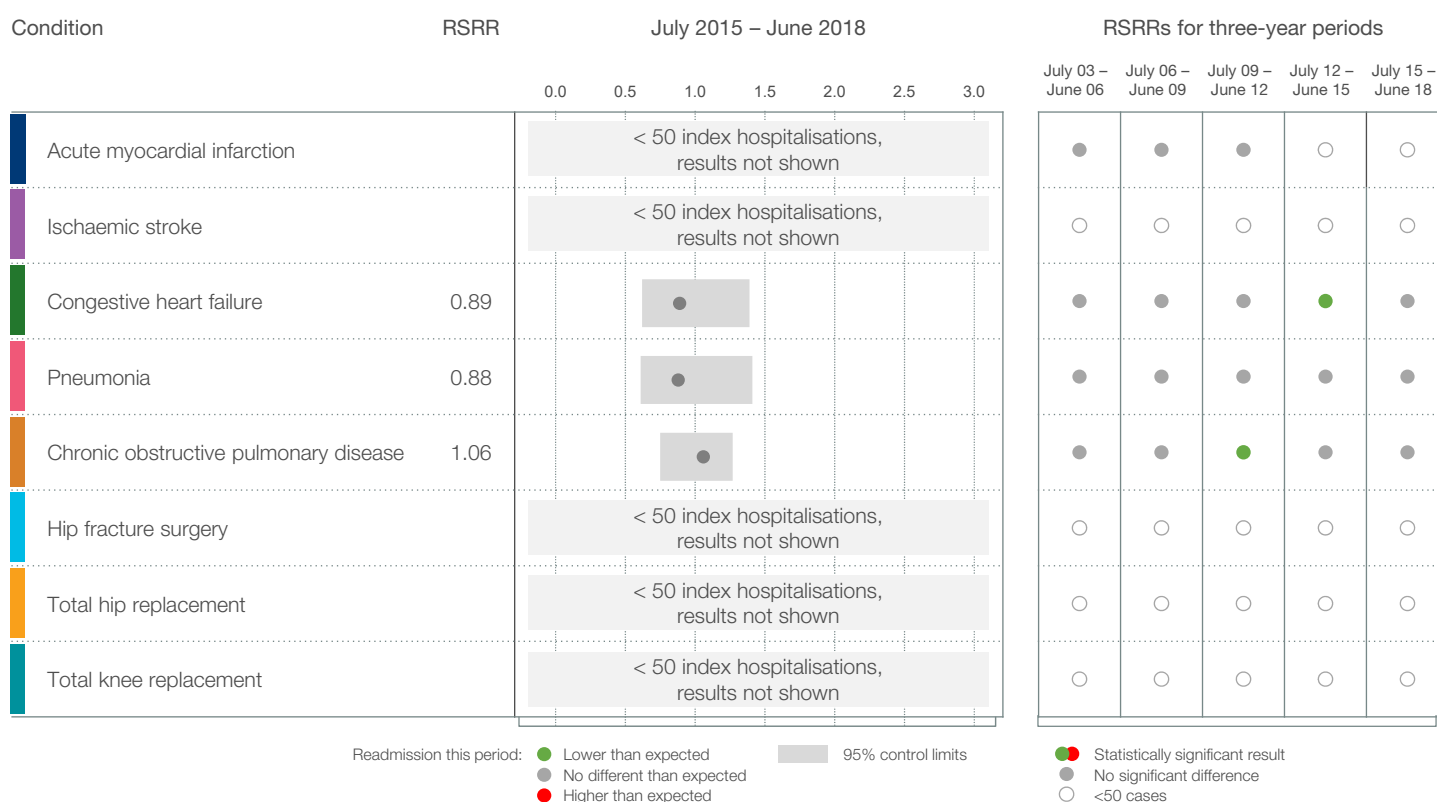 Condition RSRR July 2015 – June 2018 RSRRs for three-year periods
July 03 – July 06 – July 09 – July 12 – July 15 –
June 06 June 09 June 12 June 15 June 18
0.0 0.5 1.0 1.5 2.0 2.5 3.0
Acute myocardial infarction
< 50 index hospitalisations,
results not shown
Ischaemic stroke
< 50 index hospitalisations,
results not shown
Congestive heart failure 0.89
Pneumonia 0.88
Chronic obstructive pulmonary disease 1.06
Hip fracture surgery
< 50 index hospitalisations,
results not shown
Total hip replacement
< 50 index hospitalisations,
results not shown
Total knee replacement
< 50 index hospitalisations,
results not shown
Readmission this period: Lower than expected 95% control limits Statistically significant result
No different than expected No significant difference
Higher than expected <50 cases